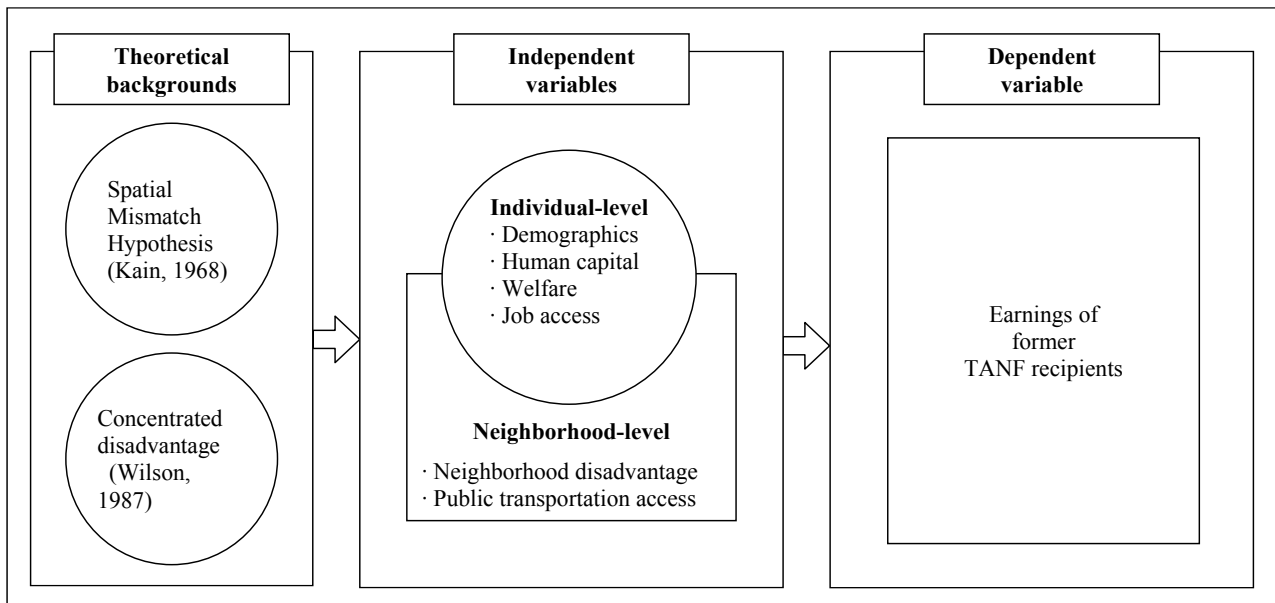 Theoretical
backgrounds
Spatial
Mismatch
Hypothesis
(Kain, 1968)
Concentrated
disadvantage
(Wilson,
1987)
Independent
variables
Individual-level
· Demographics
· Human capital
· Welfare
· Job access
Neighborhood-level
· Neighborhood disadvantage
· Public transportation access
Dependent
variable
Earnings of
former
TANF recipients